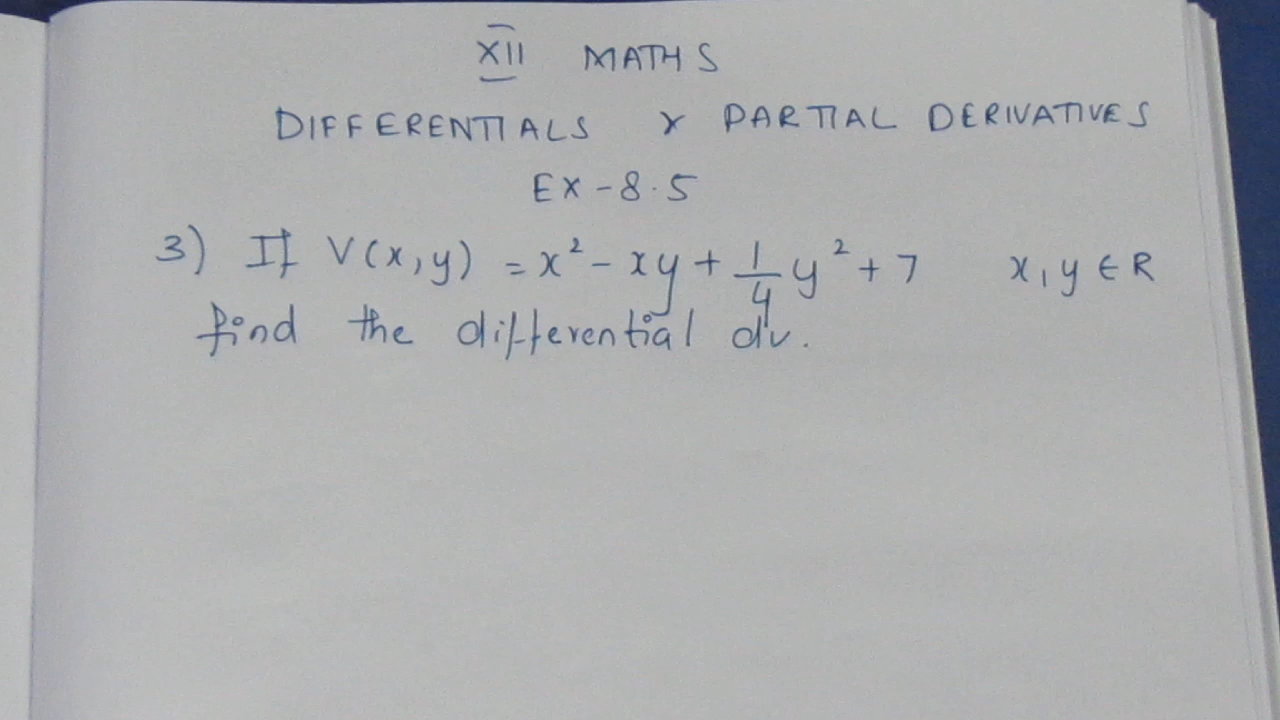 XII MATHS
DIFFERENTIALS & PARTIAL DERIVATIVES
EX-8.5
3) If V(x,y) = x² - xy + 1/4 y² + 7 x,y ∈ R
find the differential dv.